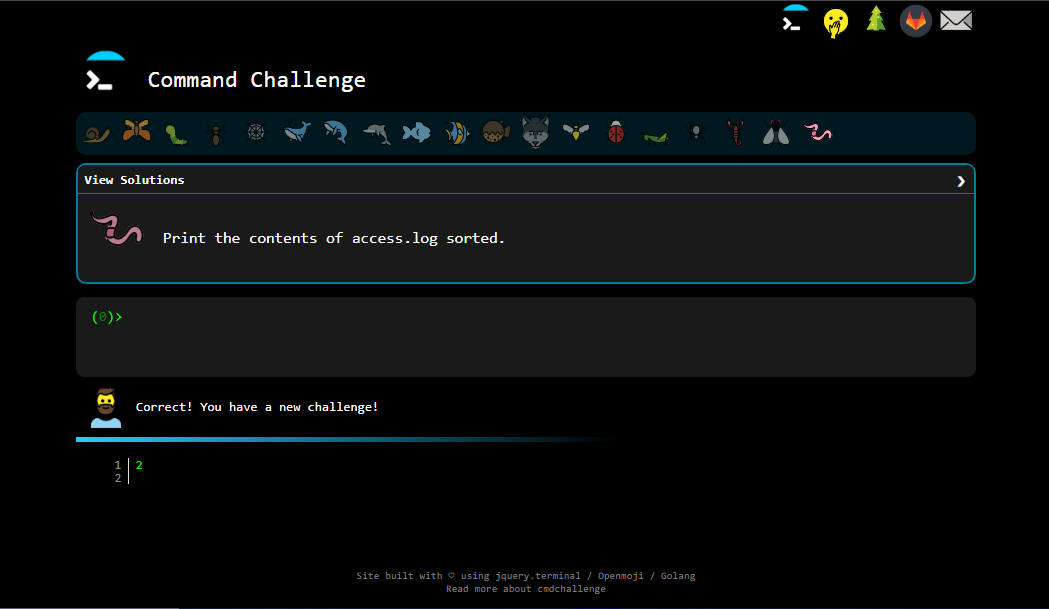 Command Challenge
View Solutions
Print the contents of access.log sorted.
(0)>
Correct! You have a new challenge!
1 2
2
Site built with ♡ using jquery.terminal / Openmoji / Golang
Read more about cmdchallenge